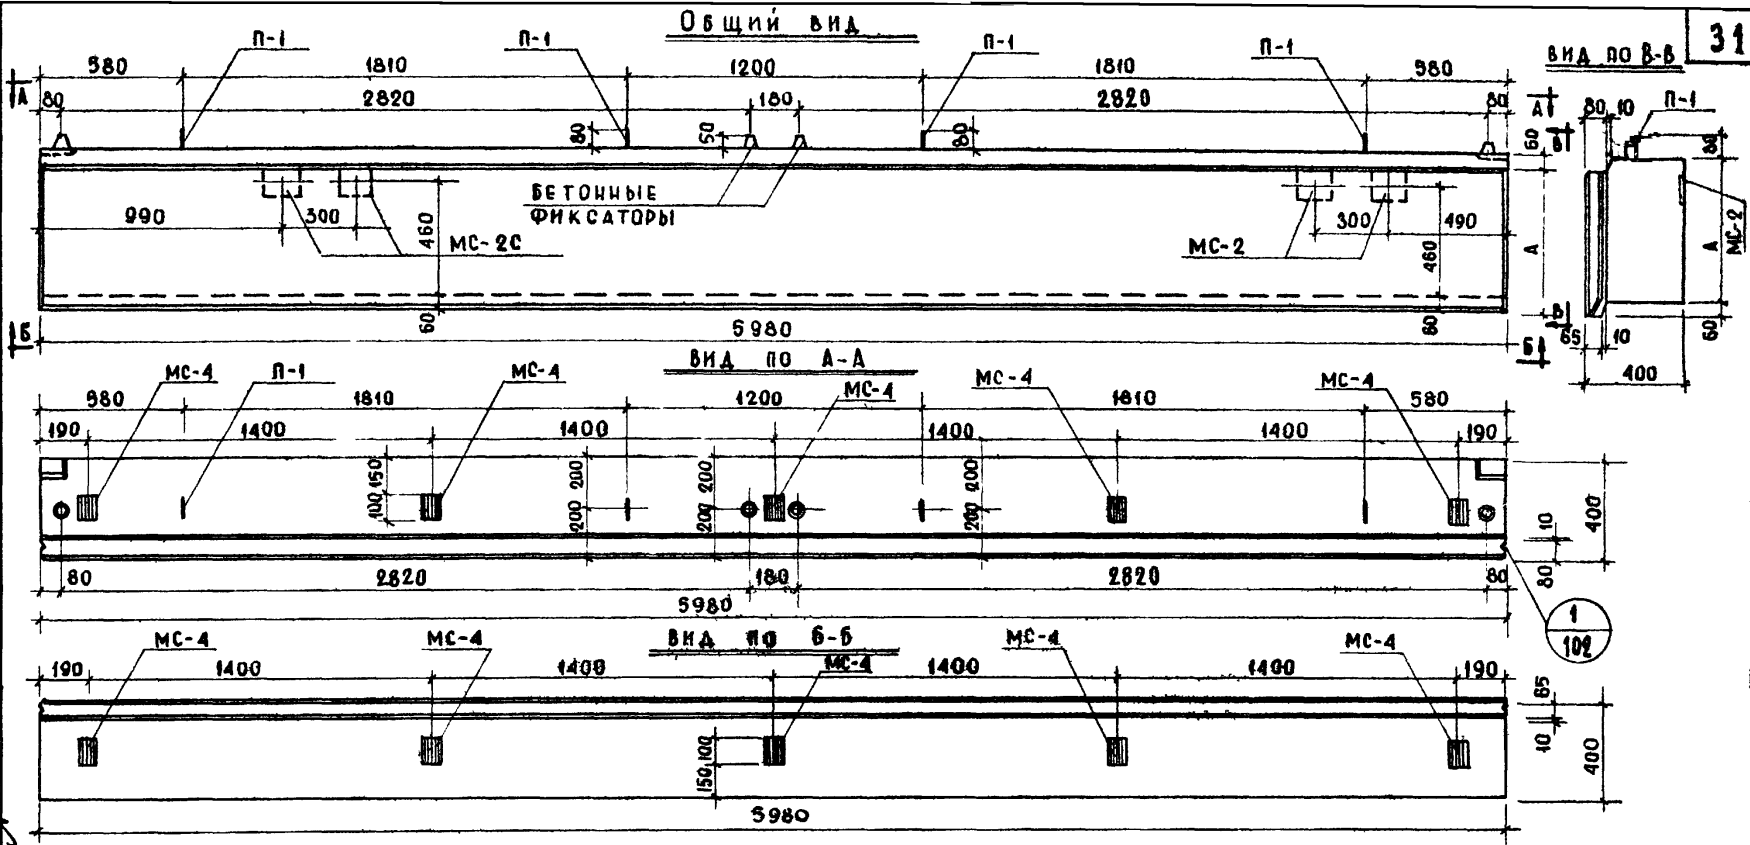 ОБЩИЙ ВИД
31
ВИД ПО В-В
П-1 П-1 П-1 П-1
580 1810 1200 1810 580
А 80 2820 180 2820 80 А
80 60 80 60
В
80 10 П-1
80
БЕТОННЫЕ
ФИКСАТОРЫ
990 300 460 МС-2С
МС-2 300 490
460 А
А МС-2
60 80 В
65 10 60
400
Б 5980 Б
ВИД ПО А-А
МС-4 П-1 МС-4 МС-4 МС-4 МС-4
580 1810 1200 1810 580
190 1400 1400 1400 1400 190
150 200 200 200
100 200 200 200
10 400
80
80 2820 180 2820 80
5980
1
102
ВИД ПО Б-Б
МС-4 МС-4 МС-4 МС-4 МС-4
190 1400 1400 1400 1400 190
65
10 400
100
150
5980